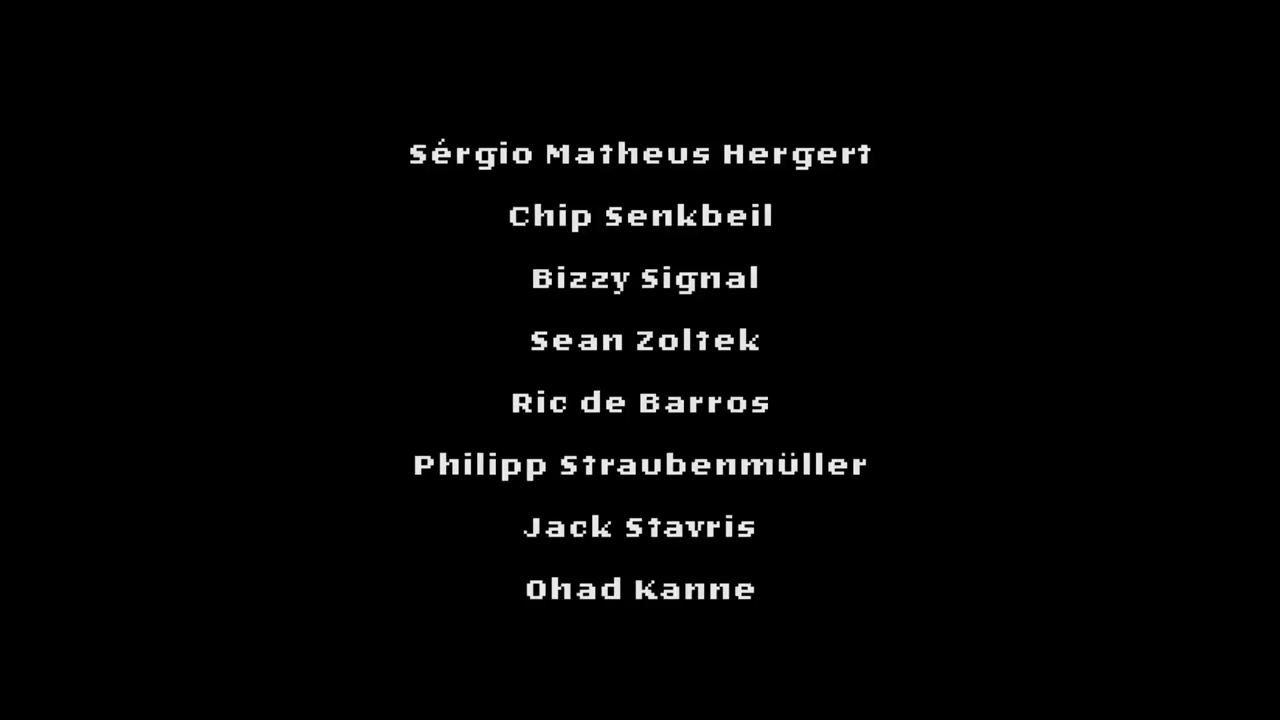 Sérgio Matheus Hergert
Chip Senkbeil
Bizzy Signal
Sean Zoltek
Ric de Barros
Philipp Straubenmüller
Jack Stavris
Ohad Kanne